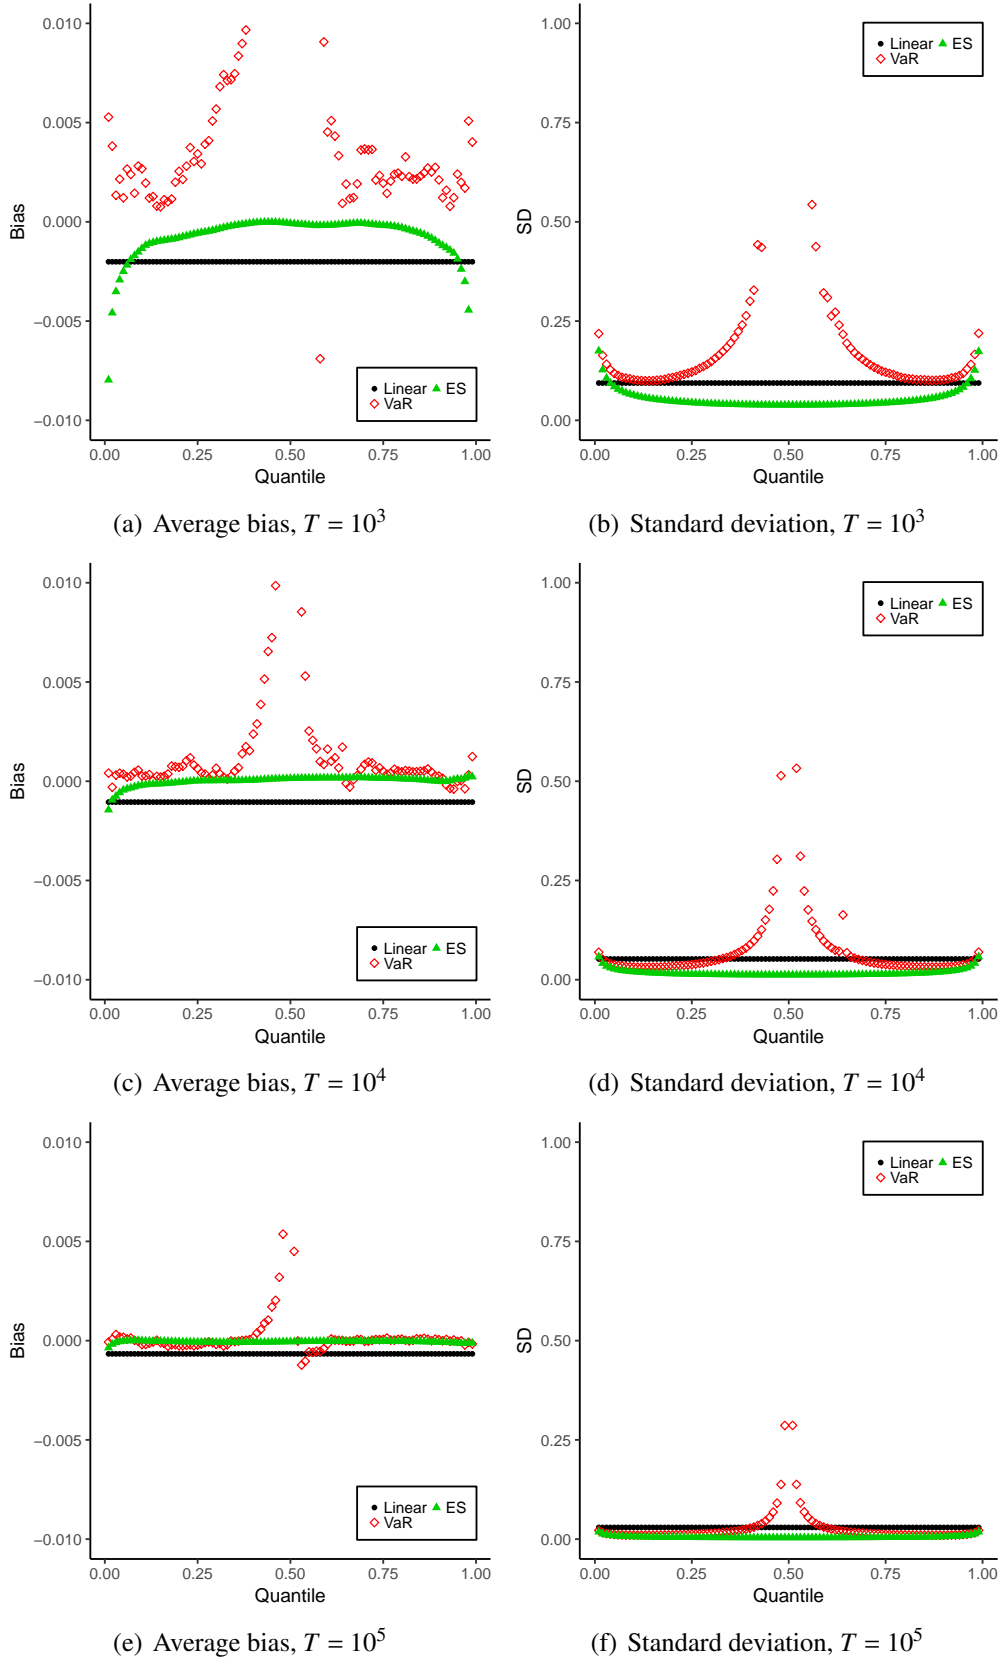 0.010
0.005
0.000
−0.005
−0.010
Bias
0.00 0.25 0.50 0.75 1.00
Quantile
Linear ES
VaR
(a) Average bias, T = 10³
1.00
0.75
0.50
0.25
0.00
SD
0.00 0.25 0.50 0.75 1.00
Quantile
Linear ES
VaR
(b) Standard deviation, T = 10³
0.010
0.005
0.000
−0.005
−0.010
Bias
0.00 0.25 0.50 0.75 1.00
Quantile
Linear ES
VaR
(c) Average bias, T = 10⁴
1.00
0.75
0.50
0.25
0.00
SD
0.00 0.25 0.50 0.75 1.00
Quantile
Linear ES
VaR
(d) Standard deviation, T = 10⁴
0.010
0.005
0.000
−0.005
−0.010
Bias
0.00 0.25 0.50 0.75 1.00
Quantile
Linear ES
VaR
(e) Average bias, T = 10⁵
1.00
0.75
0.50
0.25
0.00
SD
0.00 0.25 0.50 0.75 1.00
Quantile
Linear ES
VaR
(f) Standard deviation, T = 10⁵